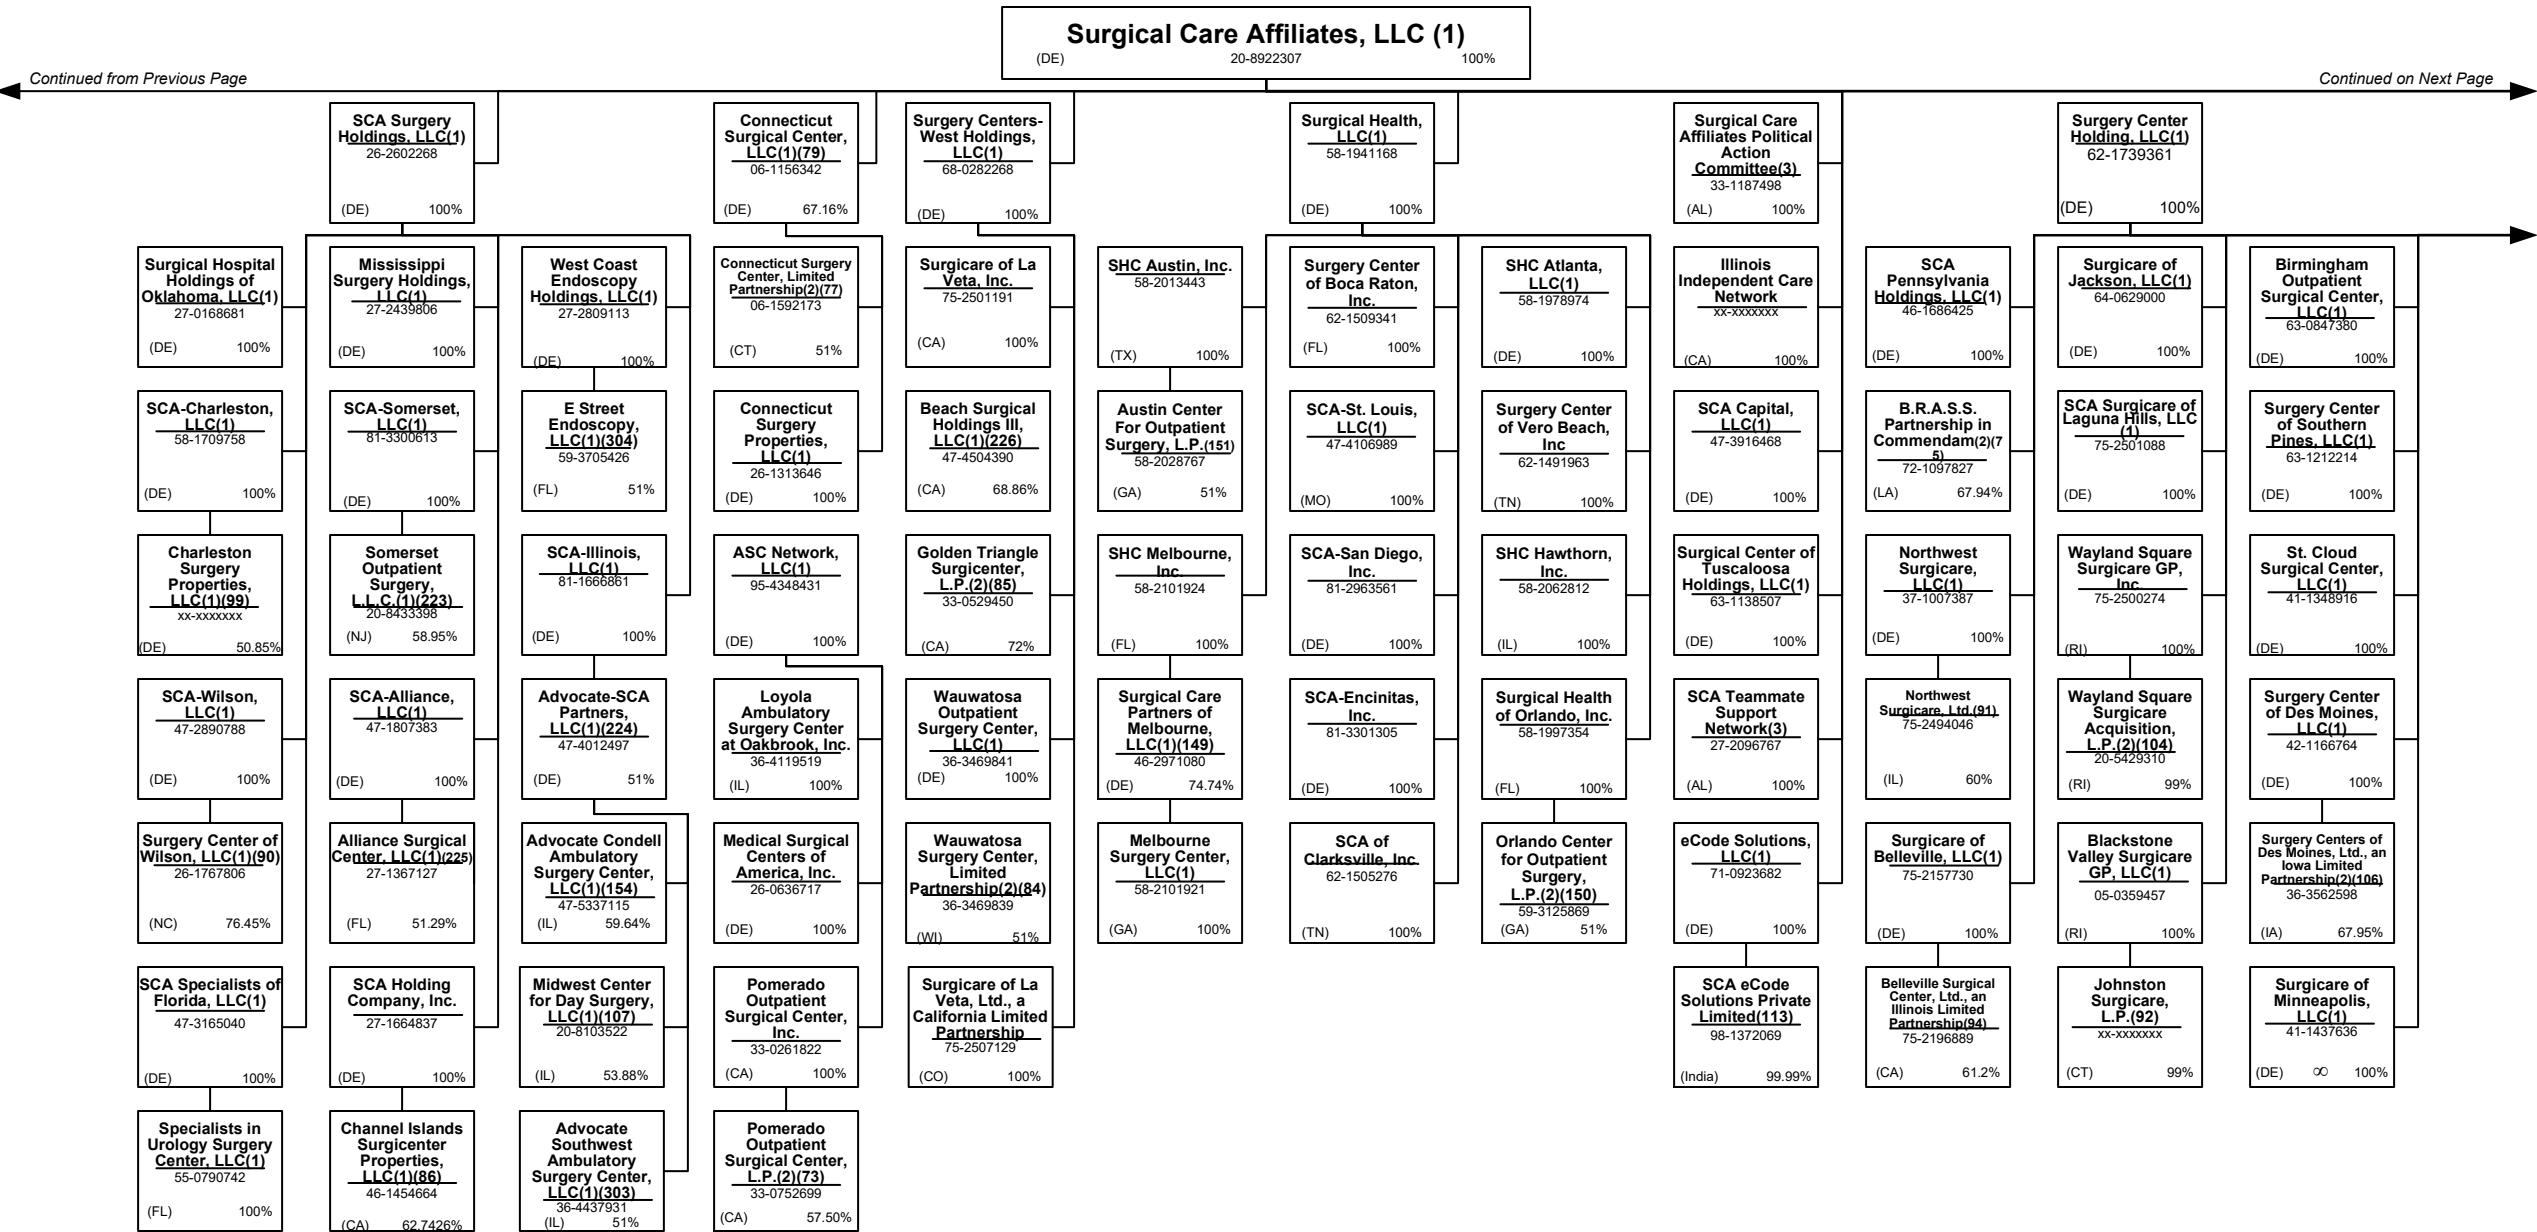 Surgical Care Affiliates, LLC (1)
(DE) 20-8922307 100%
Continued from Previous Page
Continued on Next Page
SCA Surgery
Holdings, LLC(1)
26-2602268
(DE) 100%
Connecticut
Surgical Center,
LLC(1)(79)
06-1156342
(DE) 67.16%
Surgery Centers-
West Holdings,
LLC(1)
68-0282268
(DE) 100%
Surgical Health,
LLC(1)
58-1941168
(DE) 100%
Surgical Care
Affiliates Political
Action
Committee(3)
33-1187498
(AL) 100%
Surgery Center
Holding, LLC(1)
62-1739361
(DE) 100%
Surgical Hospital
Holdings of
Oklahoma, LLC(1)
27-0168681
(DE) 100%
Mississippi
Surgery Holdings,
LLC(1)
27-2439806
(DE) 100%
West Coast
Endoscopy
Holdings, LLC(1)
27-2809113
(DE) 100%
Connecticut Surgery
Center, Limited
Partnership(2)(77)
06-1592173
(CT) 51%
Surgicare of La
Veta, Inc.
75-2501191
(CA) 100%
SHC Austin, Inc.
58-2013443
(TX) 100%
Surgery Center
of Boca Raton,
Inc.
62-1509341
(FL) 100%
SHC Atlanta,
LLC(1)
58-1978974
(DE) 100%
Illinois
Independent Care
Network
xx-xxxxxxx
(CA) 100%
SCA
Pennsylvania
Holdings, LLC(1)
46-1686425
(DE) 100%
Surgicare of
Jackson, LLC(1)
64-0629000
(DE) 100%
Birmingham
Outpatient
Surgical Center,
LLC(1)
63-0847380
(DE) 100%
SCA-Charleston,
LLC(1)
58-1709758
(DE) 100%
SCA-Somerset,
LLC(1)
81-3300613
(DE) 100%
E Street
Endoscopy,
LLC(1)(304)
59-3705426
(FL) 51%
Connecticut
Surgery
Properties,
LLC(1)
26-1313646
(DE) 100%
Beach Surgical
Holdings III,
LLC(1)(226)
47-4504390
(CA) 68.86%
Austin Center
For Outpatient
Surgery, L.P.(151)
58-2028767
(GA) 51%
SCA-St. Louis,
LLC(1)
47-4106989
(MO) 100%
Surgery Center
of Vero Beach,
Inc
62-1491963
(TN) 100%
SCA Capital,
LLC(1)
47-3916468
(DE) 100%
B.R.A.S.S.
Partnership in
Commendam(2)(7
5)
72-1097827
(LA) 67.94%
SCA Surgicare of
Laguna Hills, LLC
(1)
75-2501088
(DE) 100%
Surgery Center
of Southern
Pines, LLC(1)
63-1212214
(DE) 100%
Charleston
Surgery
Properties,
LLC(1)(99)
xx-xxxxxxx
(DE) 50.85%
Somerset
Outpatient
Surgery,
L.L.C.(1)(223)
20-8433398
(NJ) 58.95%
SCA-Illinois,
LLC(1)
81-1666861
(DE) 100%
ASC Network,
LLC(1)
95-4348431
(DE) 100%
Golden Triangle
Surgicenter,
L.P.(2)(85)
33-0529450
(CA) 72%
SHC Melbourne,
Inc.
58-2101924
(FL) 100%
SCA-San Diego,
Inc.
81-2963561
(DE) 100%
SHC Hawthorn,
Inc.
58-2062812
(IL) 100%
Surgical Center of
Tuscaloosa
Holdings, LLC(1)
63-1138507
(DE) 100%
Northwest
Surgicare,
LLC(1)
37-1007387
(DE) 100%
Wayland Square
Surgicare GP,
Inc.
75-2500274
(RI) 100%
St. Cloud
Surgical Center,
LLC(1)
41-1348916
(DE) 100%
SCA-Wilson,
LLC(1)
47-2890788
(DE) 100%
SCA-Alliance,
LLC(1)
47-1807383
(DE) 100%
Advocate-SCA
Partners,
LLC(1)(224)
47-4012497
(DE) 51%
Loyola
Ambulatory
Surgery Center
at Oakbrook, Inc.
36-4119519
(IL) 100%
Wauwatosa
Outpatient
Surgery Center,
LLC(1)
36-3469841
(DE) 100%
Surgical Care
Partners of
Melbourne,
LLC(1)(149)
46-2971080
(DE) 74.74%
SCA-Encinitas,
Inc.
81-3301305
(DE) 100%
Surgical Health
of Orlando, Inc.
58-1997354
(FL) 100%
SCA Teammate
Support
Network(3)
27-2096767
(AL) 100%
Northwest
Surgicare, Ltd.(91)
75-2494046
(IL) 60%
Wayland Square
Surgicare
Acquisition,
L.P.(2)(104)
20-5429310
(RI) 99%
Surgery Center
of Des Moines,
LLC(1)
42-1166764
(DE) 100%
Surgery Center of
Wilson, LLC(1)(90)
26-1767806
(NC) 76.45%
Alliance Surgical
Center, LLC(1)(225)
27-1367127
(FL) 51.29%
Advocate Condell
Ambulatory
Surgery Center,
LLC(1)(154)
47-5337115
(IL) 59.64%
Medical Surgical
Centers of
America, Inc.
26-0636717
(DE) 100%
Wauwatosa
Surgery Center,
Limited
Partnership(2)(84)
36-3469839
(WI) 51%
Melbourne
Surgery Center,
LLC(1)
58-2101921
(GA) 100%
SCA of
Clarksville, Inc.
62-1505276
(TN) 100%
Orlando Center
for Outpatient
Surgery,
L.P.(2)(150)
59-3125869
(GA) 51%
eCode Solutions,
LLC(1)
71-0923682
(DE) 100%
Surgicare of
Belleville, LLC(1)
75-2157730
(DE) 100%
Blackstone
Valley Surgicare
GP, LLC(1)
05-0359457
(RI) 100%
Surgery Centers of
Des Moines, Ltd., an
Iowa Limited
Partnership(2)(106)
36-3562598
(IA) 67.95%
SCA Specialists of
Florida, LLC(1)
47-3165040
(DE) 100%
SCA Holding
Company, Inc.
27-1664837
(DE) 100%
Midwest Center
for Day Surgery,
LLC(1)(107)
20-8103522
(IL) 53.88%
Pomerado
Outpatient
Surgical Center,
Inc.
33-0261822
(CA) 100%
Surgicare of La
Veta, Ltd., a
California Limited
Partnership
75-2507129
(CO) 100%
SCA eCode
Solutions Private
Limited(113)
98-1372069
(India) 99.99%
Belleville Surgical
Center, Ltd., an
Illinois Limited
Partnership(94)
75-2196889
(CA) 61.2%
Johnston
Surgicare,
L.P.(92)
xx-xxxxxxx
(CT) 99%
Surgicare of
Minneapolis,
LLC(1)
41-1437636
(DE) ∞ 100%
Specialists in
Urology Surgery
Center, LLC(1)
55-0790742
(FL) 100%
Channel Islands
Surgicenter
Properties,
LLC(1)(86)
46-1454664
(CA) 62.7426%
Advocate
Southwest
Ambulatory
Surgery Center,
LLC(1)(303)
36-4437931
(IL) 51%
Pomerado
Outpatient
Surgical Center,
L.P.(2)(73)
33-0752699
(CA) 57.50%